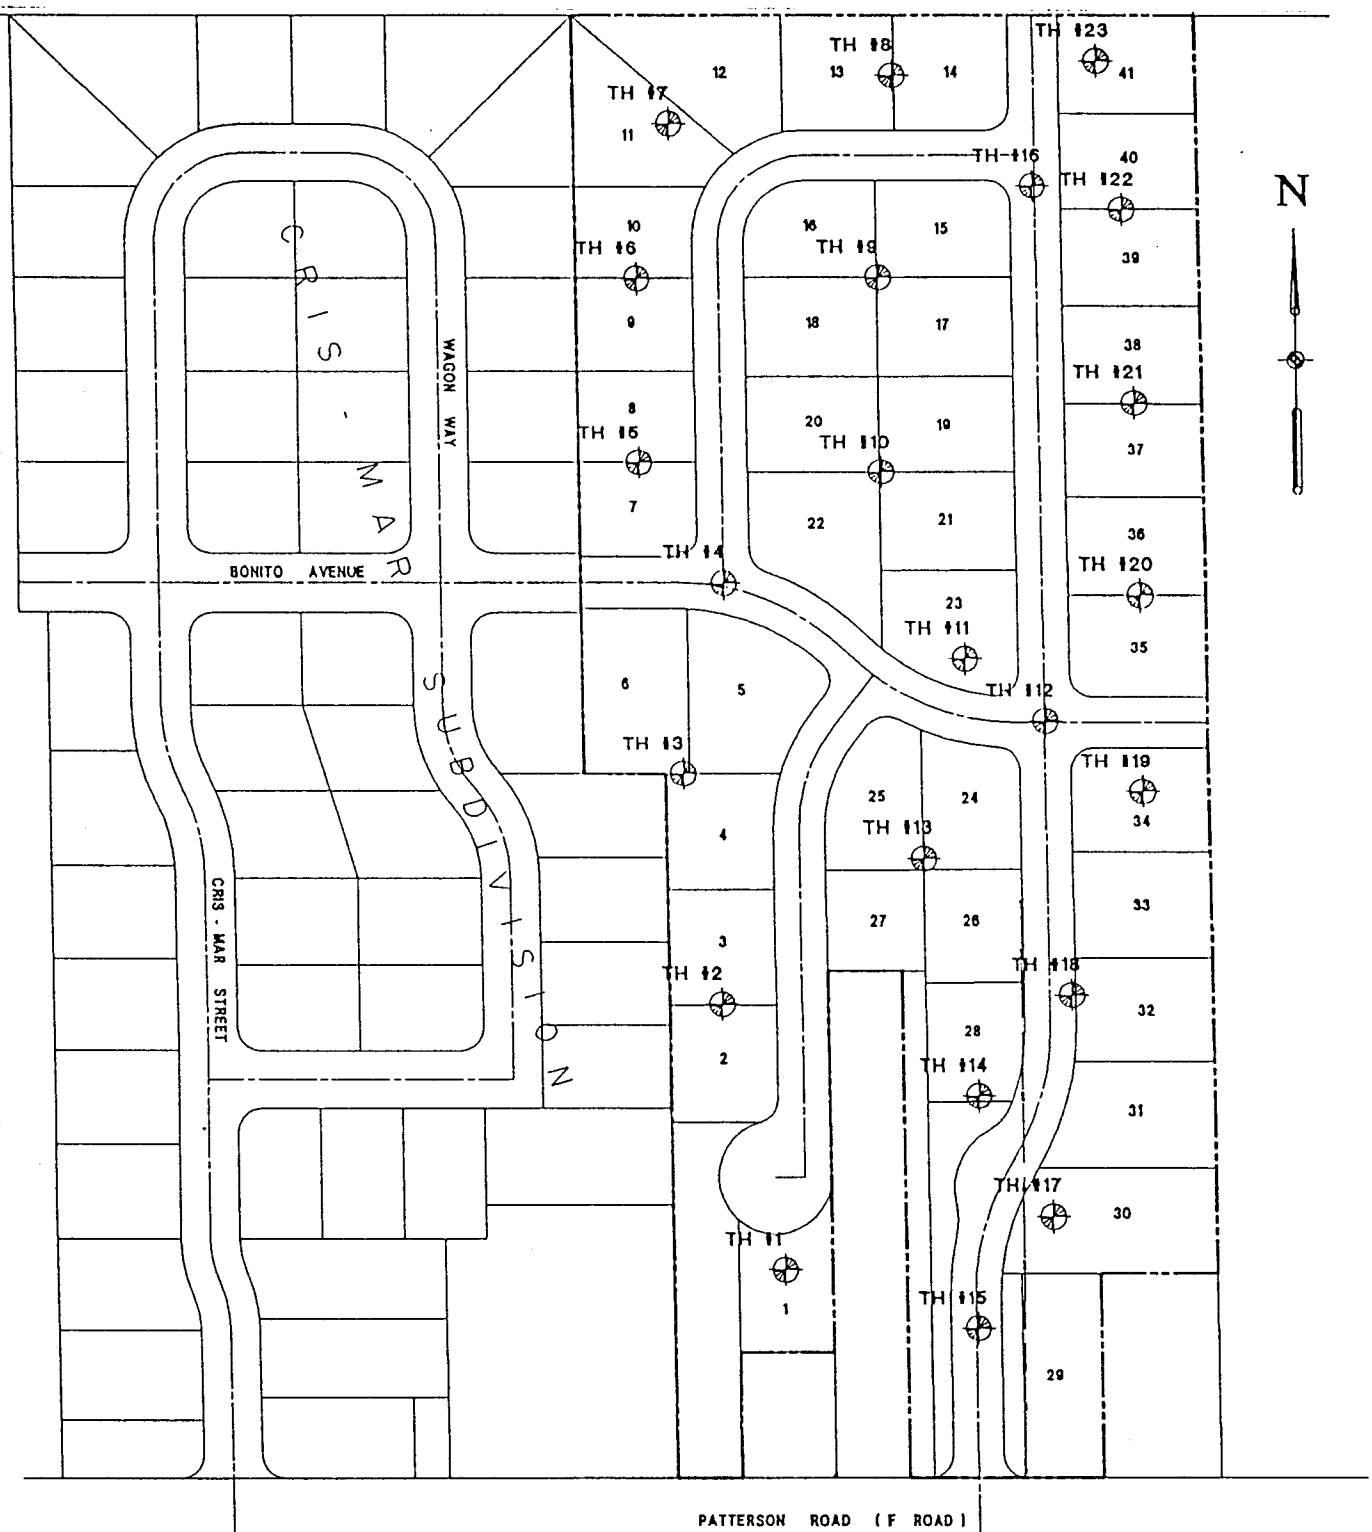 TH #23
TH #8
12
13
14
41
TH #7
11
TH #16
40
TH #22
N
10
16
15
TH #6
TH #9
39
9
18
17
38
TH #21
8
20
19
TH #5
TH #10
37
7
22
21
36
TH #4
TH #20
BONITO AVENUE
WAGON WAY
CRIS - MAR SUBDIVISION
23
TH #11
35
6
5
TH #12
TH #3
TH #19
25
24
34
4
TH #13
CRIS - MAR STREET
27
26
33
3
TH #2
TH #18
32
2
28
TH #14
31
TH #17
30
TH #1
1
TH #15
29
PATTERSON ROAD (F ROAD)